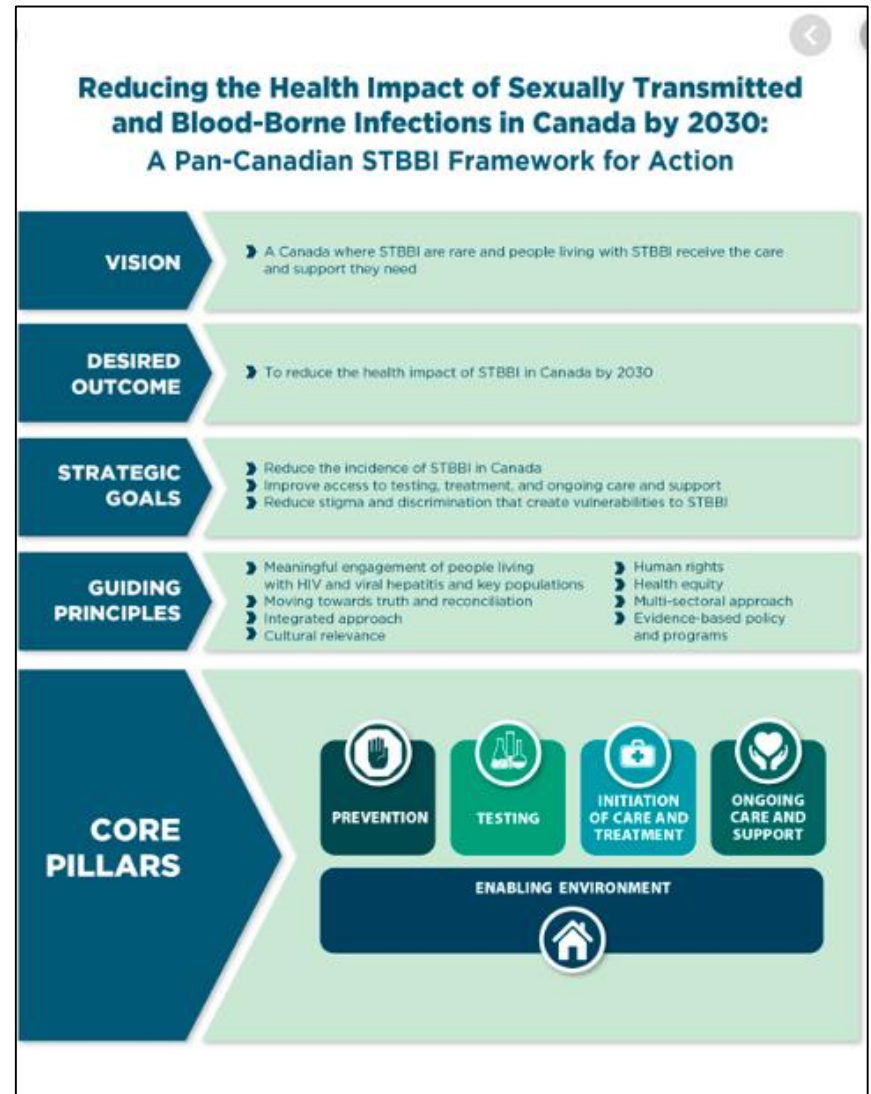 Reducing the Health Impact of Sexually Transmitted
and Blood-Borne Infections in Canada by 2030:
A Pan-Canadian STBBI Framework for Action
VISION
A Canada where STBBI are rare and people living with STBBI receive the care
and support they need
DESIRED
OUTCOME
To reduce the health impact of STBBI in Canada by 2030
STRATEGIC
GOALS
Reduce the incidence of STBBI in Canada
Improve access to testing, treatment, and ongoing care and support
Reduce stigma and discrimination that create vulnerabilities to STBBI
GUIDING
PRINCIPLES
Meaningful engagement of people living
with HIV and viral hepatitis and key populations
Moving towards truth and reconciliation
Integrated approach
Cultural relevance
Human rights
Health equity
Multi-sectoral approach
Evidence-based policy
and programs
CORE
PILLARS
PREVENTION
TESTING
INITIATION
OF CARE AND
TREATMENT
ONGOING
CARE AND
SUPPORT
ENABLING ENVIRONMENT